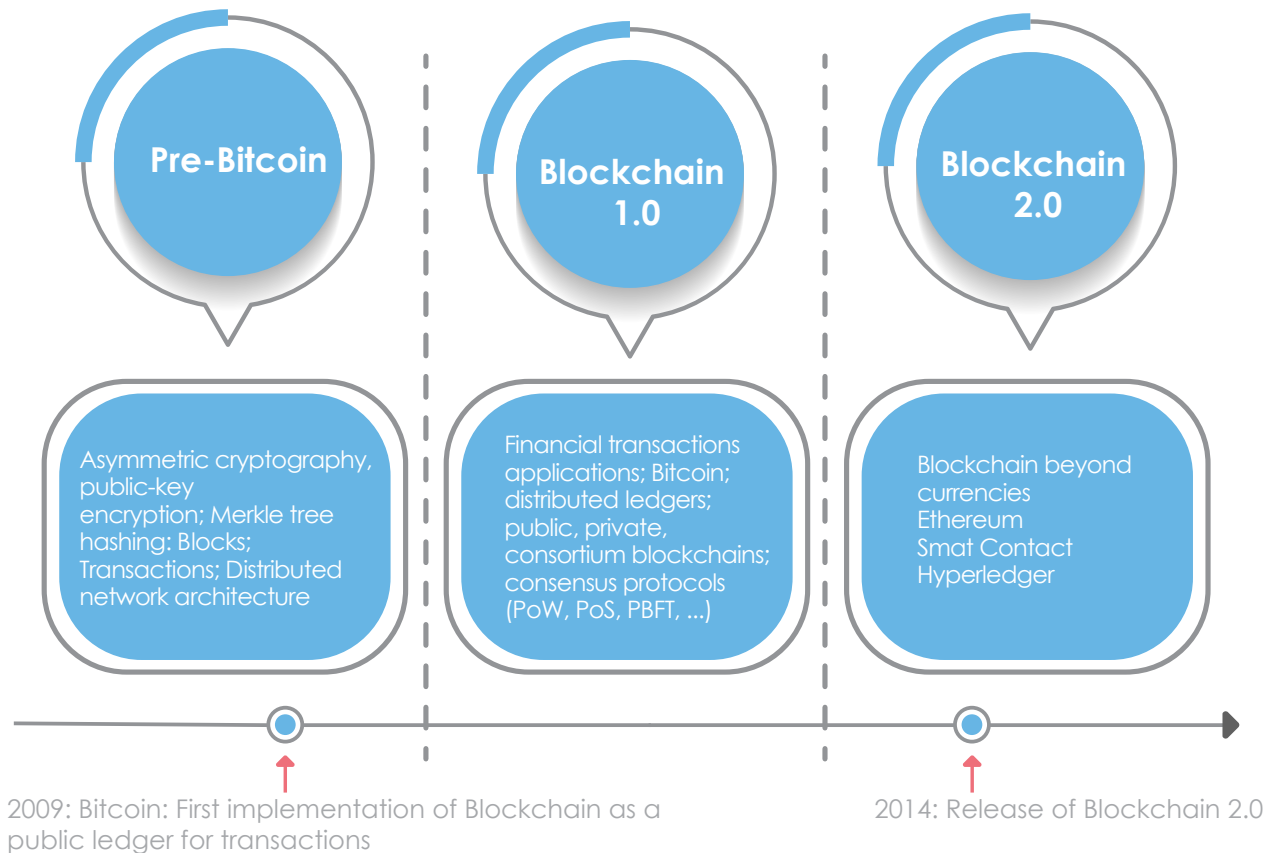 Pre-Bitcoin
Blockchain
1.0
Blockchain
2.0
Asymmetric cryptography,
public-key
encryption; Merkle tree
hashing: Blocks;
Transactions; Distributed
network architecture
Financial transactions
applications; Bitcoin;
distributed ledgers;
public, private,
consortium blockchains;
consensus protocols
(PoW, PoS, PBFT, ...)
Blockchain beyond
currencies
Ethereum
Smat Contact
Hyperledger
2009: Bitcoin: First implementation of Blockchain as a
public ledger for transactions
2014: Release of Blockchain 2.0